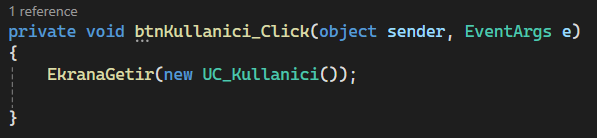 1 reference
private void btnKullanici_Click(object sender, EventArgs e)
{
EkranaGetir(new UC_Kullanici());
}